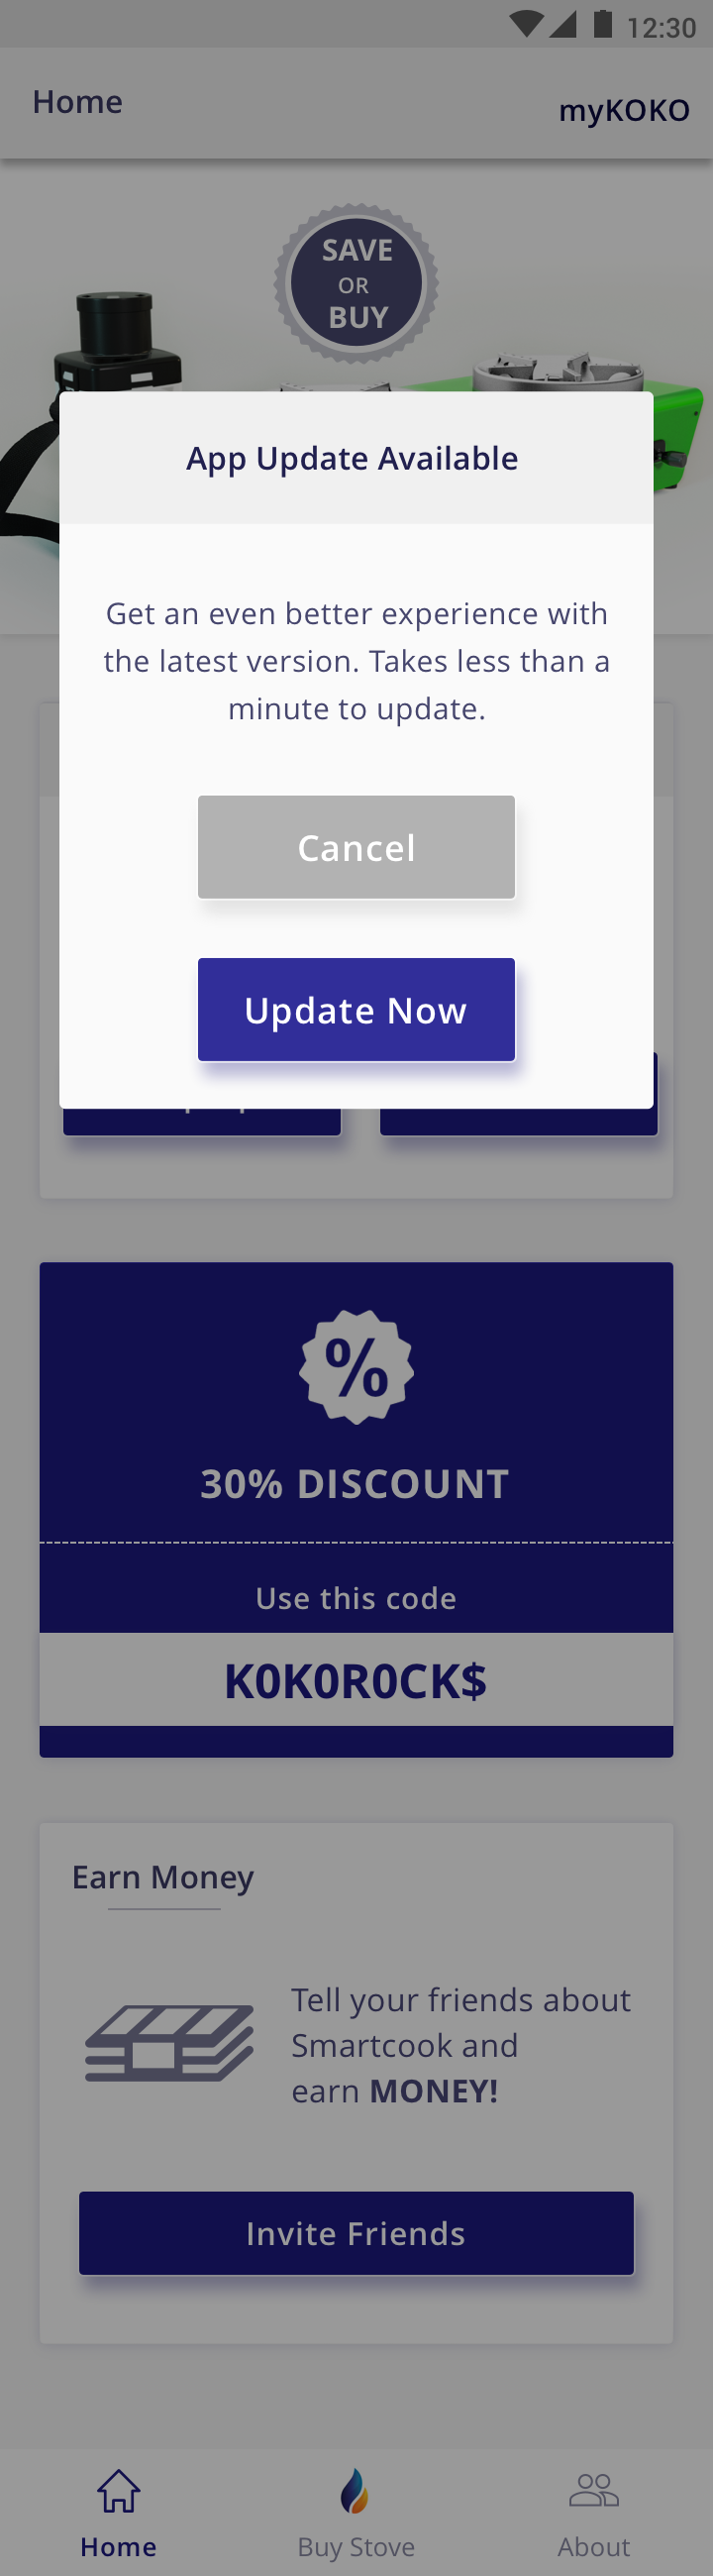 12:30
Home
myKOKO
SAVE
OR
BUY
App Update Available
Get an even better experience with
the latest version. Takes less than a
minute to update.
Cancel
Update Now
%
30% DISCOUNT
Use this code
K0K0R0CK$
Earn Money
Tell your friends about
Smartcook and
earn MONEY!
Invite Friends
Home
Buy Stove
About